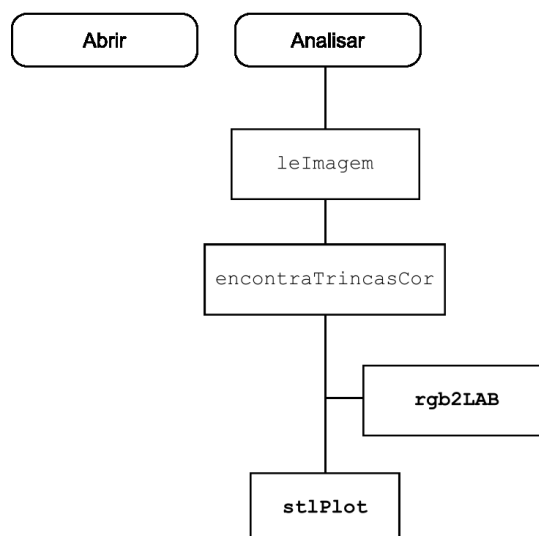 Abrir
Analisar
leImagem
encontraTrincasCor
rgb2LAB
stlPlot